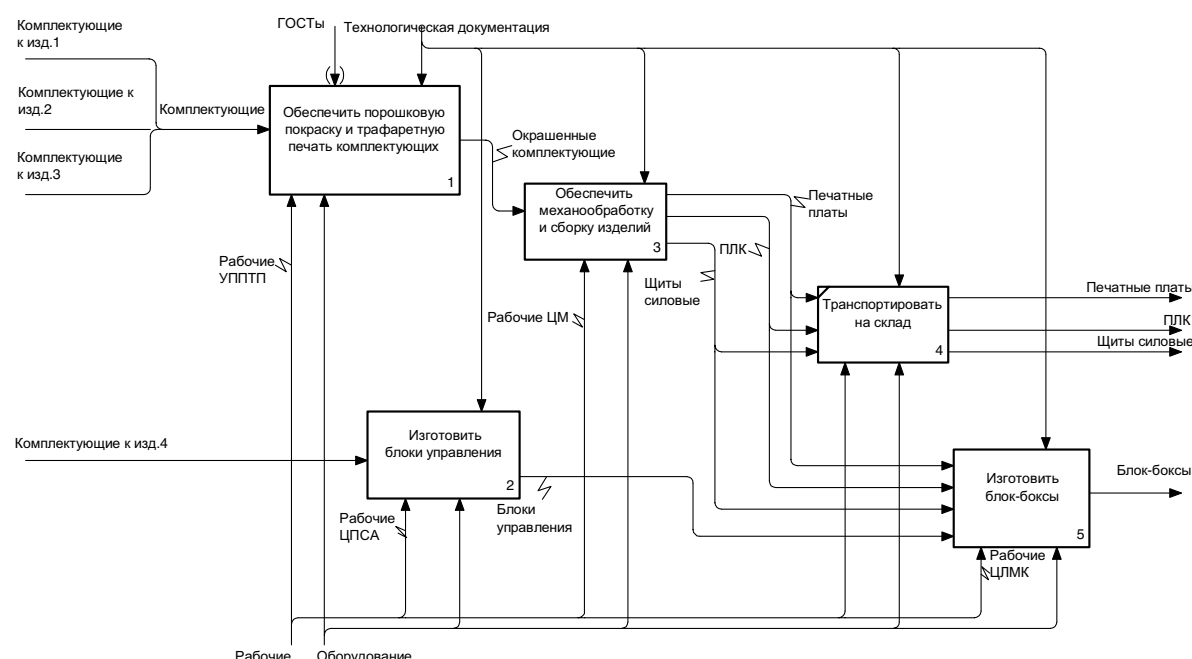 Комплектующие
к изд.1
ГОСТы
Технологическая документация
Комплектующие к
изд.2
Комплектующие
Комплектующие
к изд.3
Обеспечить порошковую
покраску и трафаретную
печать комплектующих
1
Окрашенные
комплектующие
Обеспечить
механообработку
и сборку изделий
3
Печатные
платы
ПЛК
Рабочие
УППТП
Щиты
силовые
Рабочие ЦМ
Транспортировать
на склад
4
Печатные платы
ПЛК
Щиты силовые
Комплектующие к изд.4
Изготовить
блоки управления
2
Рабочие
ЦПСА
Блоки
управления
Изготовить
блок-боксы
5
Блок-боксы
Рабочие
ЦЛМК
Рабочие
Оборудование